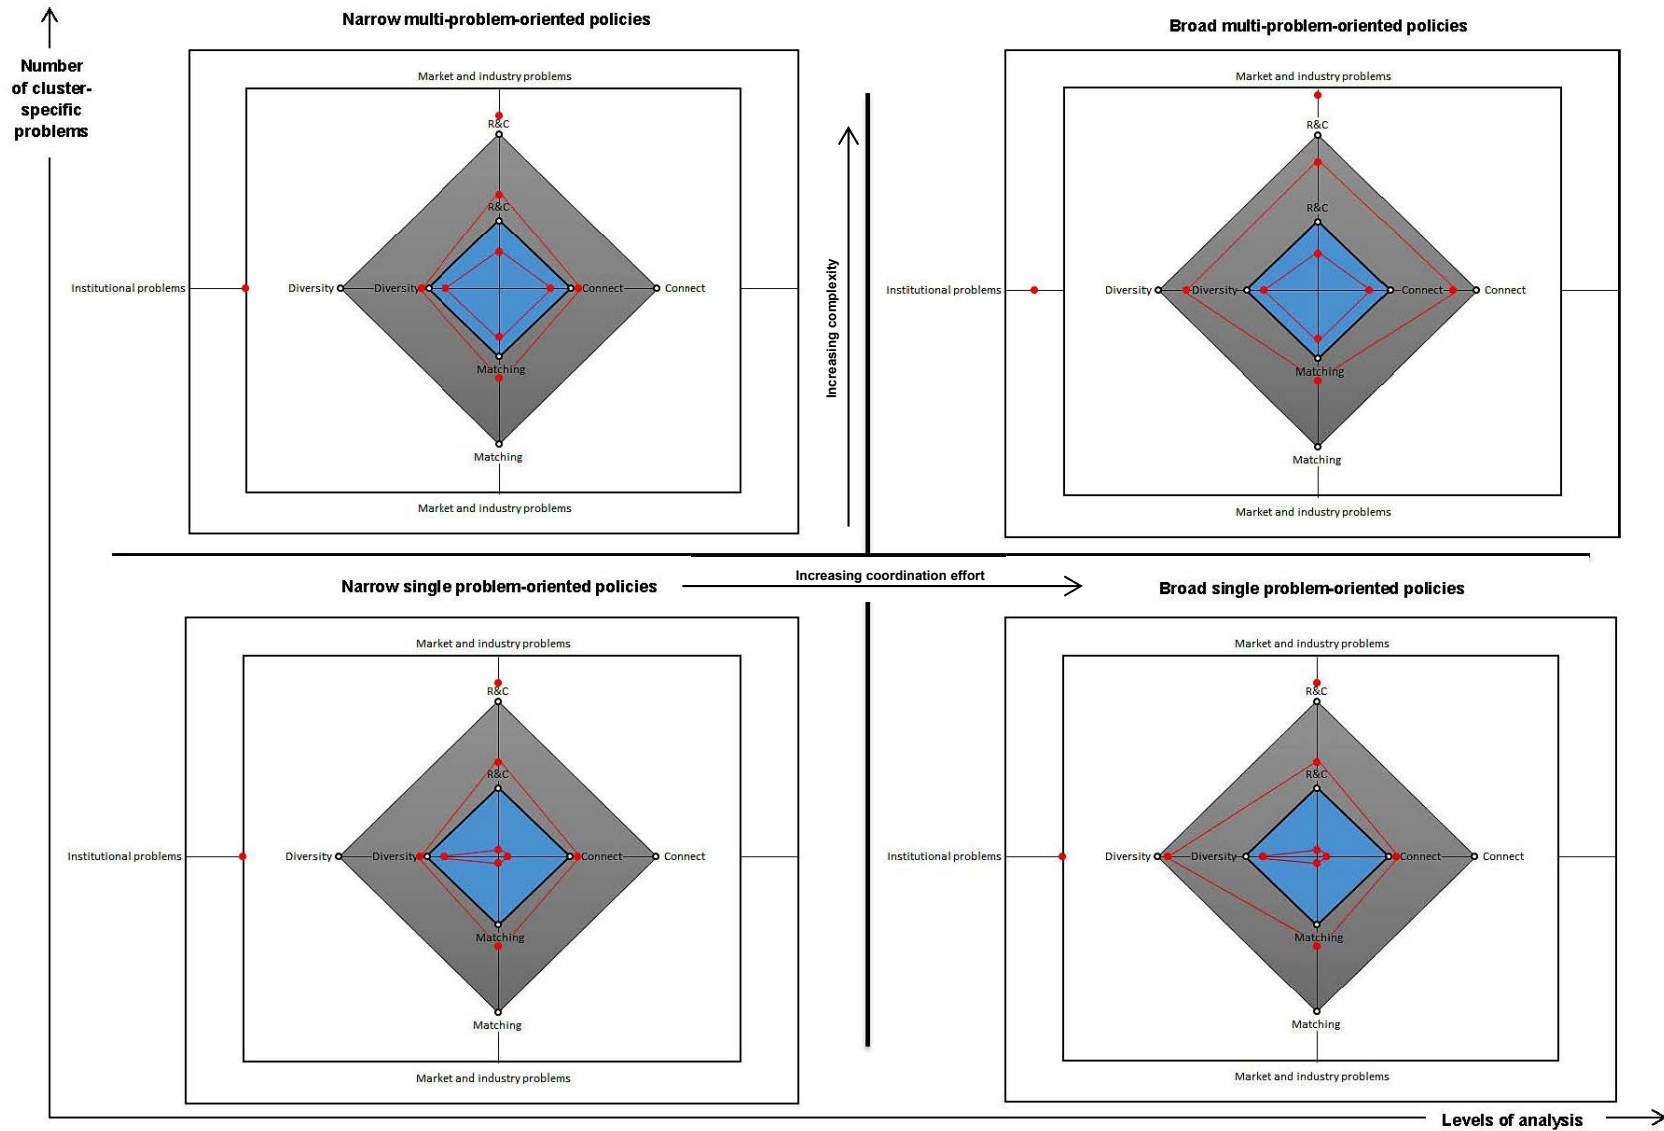 Narrow multi-problem-oriented policies
Broad multi-problem-oriented policies
Number
of cluster-
specific
problems
Market and industry problems
R&C
R&C
Institutional problems
Diversity
Diversity
Connect
Connect
Matching
Matching
Market and industry problems
Increasing complexity
Market and industry problems
R&C
R&C
Institutional problems
Diversity
Diversity
Connect
Connect
Matching
Matching
Market and industry problems
Increasing coordination effort
Narrow single problem-oriented policies
Broad single problem-oriented policies
Market and industry problems
R&C
R&C
Institutional problems
Diversity
Diversity
Connect
Connect
Matching
Matching
Market and industry problems
Market and industry problems
R&C
R&C
Institutional problems
Diversity
Diversity
Connect
Connect
Matching
Matching
Market and industry problems
Levels of analysis